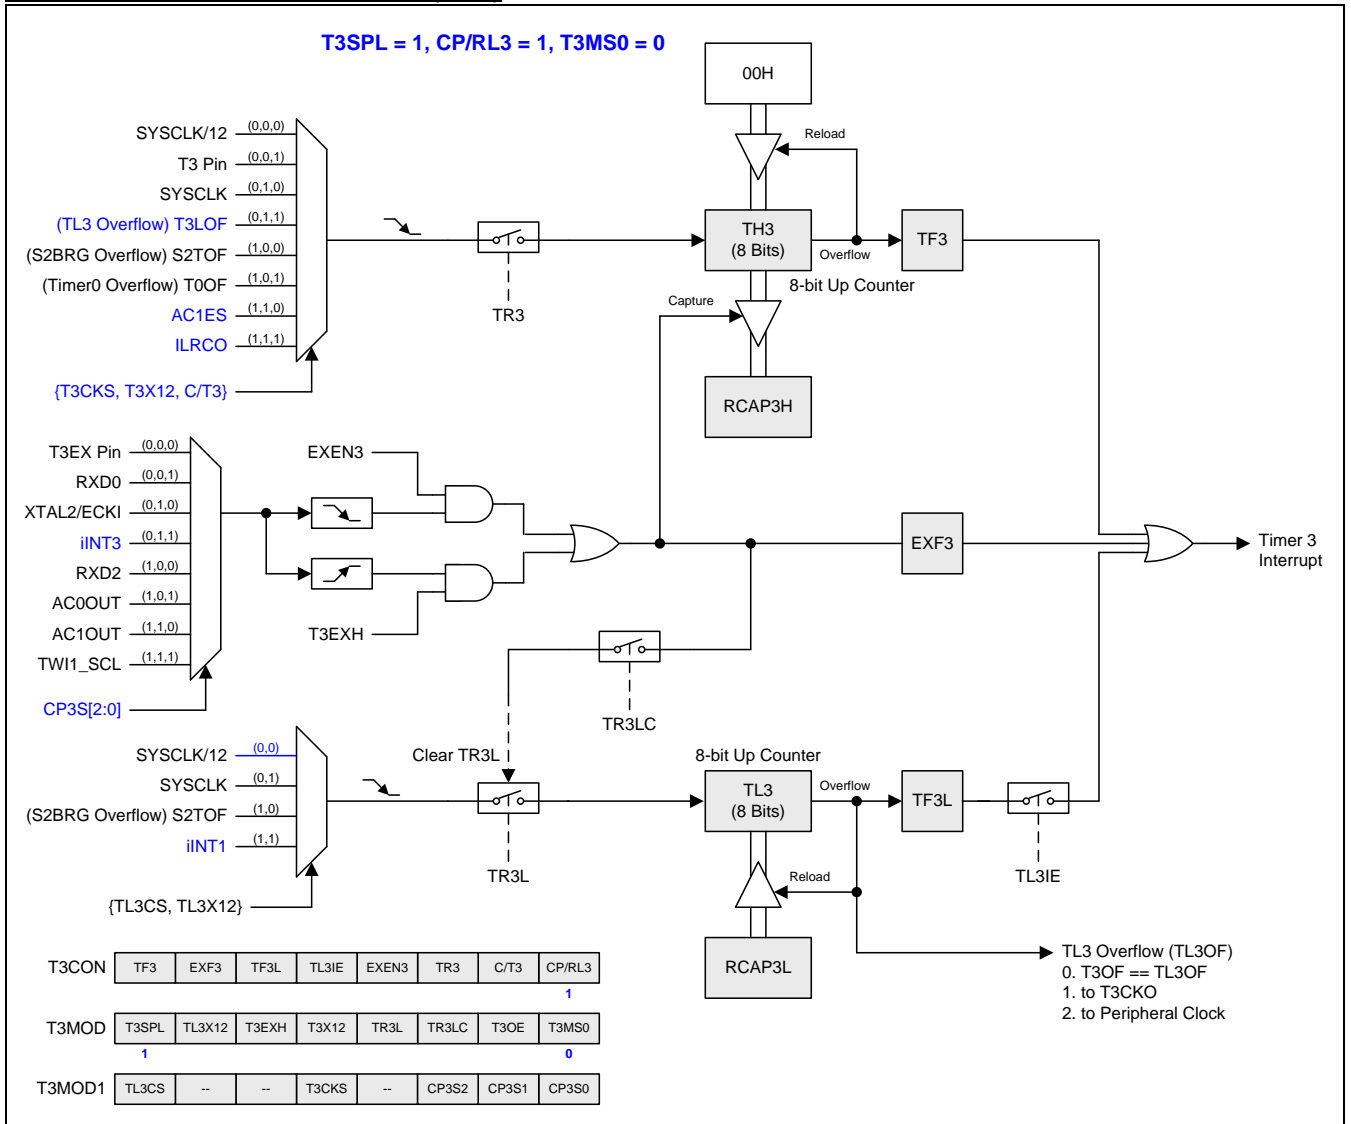 T3SPL = 1, CP/RL3 = 1, T3MS0 = 0
00H
Reload
SYSCLK/12 (0,0,0)
T3 Pin (0,0,1)
SYSCLK (0,1,0)
(TL3 Overflow) T3LOF (0,1,1)
(S2BRG Overflow) S2TOF (1,0,0)
(Timer0 Overflow) T0OF (1,0,1)
AC1ES (1,1,0)
ILRCO (1,1,1)
{T3CKS, T3X12, C/T3}
TR3
TH3
(8 Bits)
Overflow
TF3
8-bit Up Counter
Capture
RCAP3H
T3EX Pin (0,0,0)
RXD0 (0,0,1)
XTAL2/ECKI (0,1,0)
iINT3 (0,1,1)
RXD2 (1,0,0)
AC0OUT (1,0,1)
AC1OUT (1,1,0)
TWI1_SCL (1,1,1)
CP3S[2:0]
EXEN3
T3EXH
EXF3
Timer 3
Interrupt
TR3LC
Clear TR3L
SYSCLK/12 (0,0)
SYSCLK (0,1)
(S2BRG Overflow) S2TOF (1,0)
iINT1 (1,1)
{TL3CS, TL3X12}
TR3L
8-bit Up Counter
TL3
(8 Bits)
Overflow
TF3L
TL3IE
Reload
RCAP3L
TL3 Overflow (TL3OF)
0. T3OF == TL3OF
1. to T3CKO
2. to Peripheral Clock
T3CON TF3 EXF3 TF3L TL3IE EXEN3 TR3 C/T3 CP/RL3
1
T3MOD T3SPL TL3X12 T3EXH T3X12 TR3L TR3LC T3OE T3MS0
1 0
T3MOD1 TL3CS -- -- T3CKS -- CP3S2 CP3S1 CP3S0